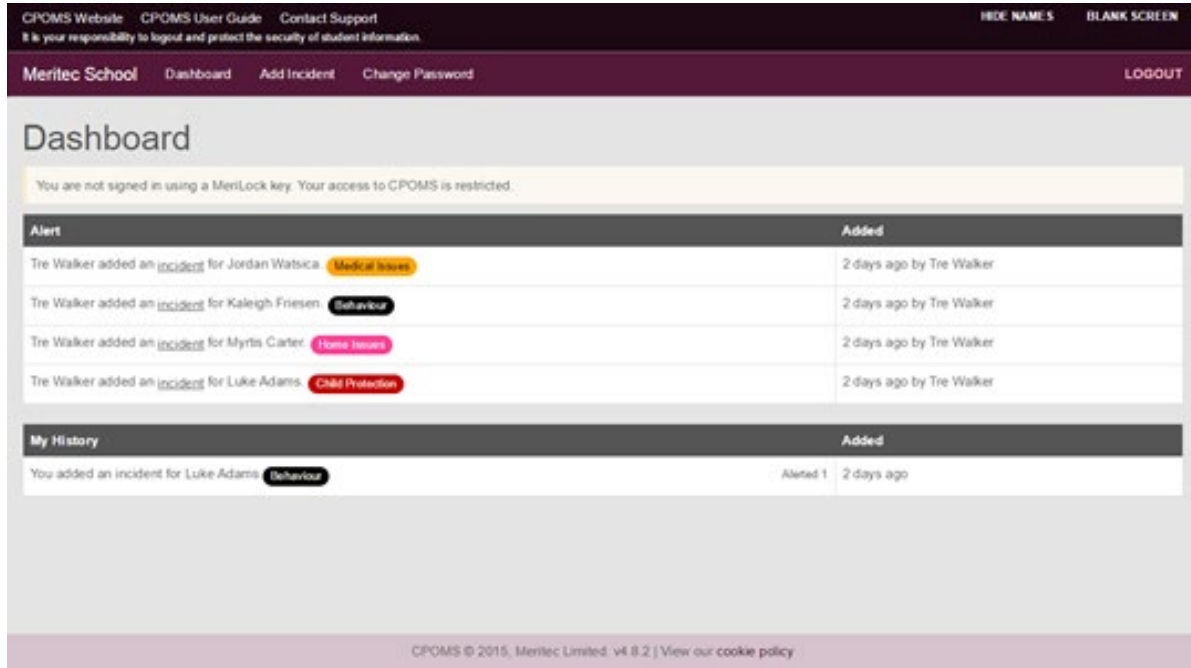 CPOMS Website CPOMS User Guide Contact Support HIDE NAMES BLANK SCREEN
It is your responsibility to logout and protect the security of student information.
Meritec School Dashboard Add Incident Change Password LOGOUT
Dashboard
You are not signed in using a MeriLock key. Your access to CPOMS is restricted.
Alert Added
Tre Walker added an incident for Jordan Watsica. Medical Issues 2 days ago by Tre Walker
Tre Walker added an incident for Kaleigh Friesen. Behaviour 2 days ago by Tre Walker
Tre Walker added an incident for Myrtis Carter. Home Issues 2 days ago by Tre Walker
Tre Walker added an incident for Luke Adams. Child Protection 2 days ago by Tre Walker
My History Added
You added an incident for Luke Adams Behaviour Alerted 1 2 days ago
CPOMS © 2015, Meritec Limited. v4.8.2 | View our cookie policy